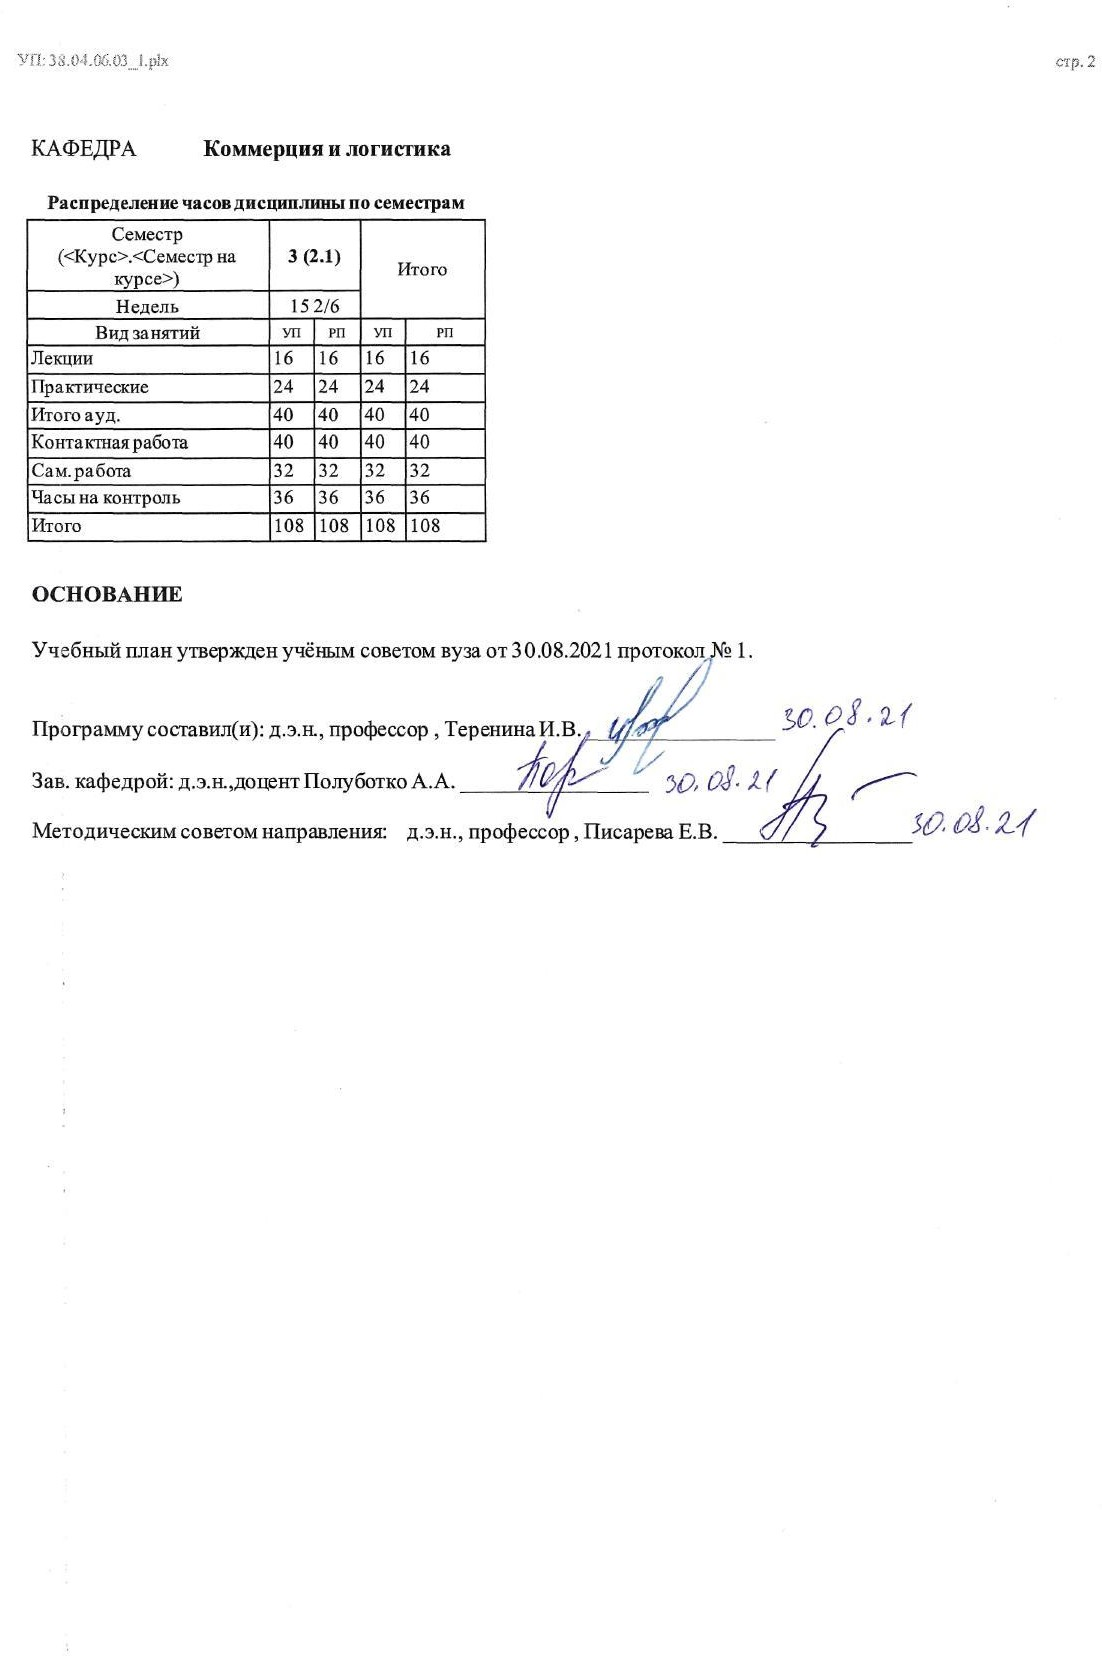 УП: 38.04.06.03_1.plx стр. 2
КАФЕДРА Коммерция и логистика
Распределение часов дисциплины по семестрам
Семестр
(<Курс>.<Семестр на
курсе>)
3 (2.1)
Итого
Недель 15 2/6
Вид занятий УП РП УП РП
Лекции 16 16 16 16
Практические 24 24 24 24
Итого ауд. 40 40 40 40
Контактная работа 40 40 40 40
Сам. работа 32 32 32 32
Часы на контроль 36 36 36 36
Итого 108 108 108 108
ОСНОВАНИЕ
Учебный план утвержден учёным советом вуза от 30.08.2021 протокол № 1.
Программу составил(и): д.э.н., профессор , Теренина И.В. 30.08.21
Зав. кафедрой: д.э.н.,доцент Полуботко А.А. 30.08.21
Методическим советом направления: д.э.н., профессор , Писарева Е.В. 30.08.21